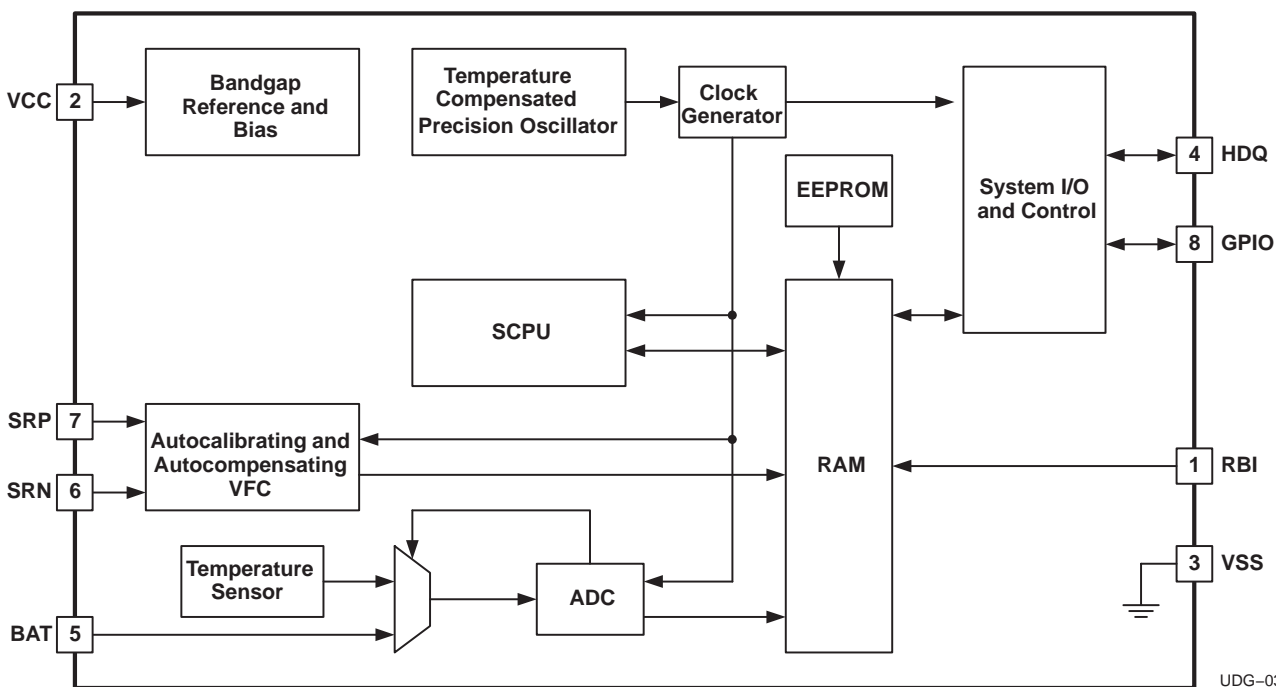 VCC
2
Bandgap
Reference and
Bias
Temperature
Compensated
Precision Oscillator
Clock
Generator
System I/O
and Control
4
HDQ
8
GPIO
EEPROM
SCPU
RAM
SRP
7
SRN
6
Autocalibrating and
Autocompensating
VFC
1
RBI
Temperature
Sensor
ADC
3
VSS
BAT
5
UDG−03